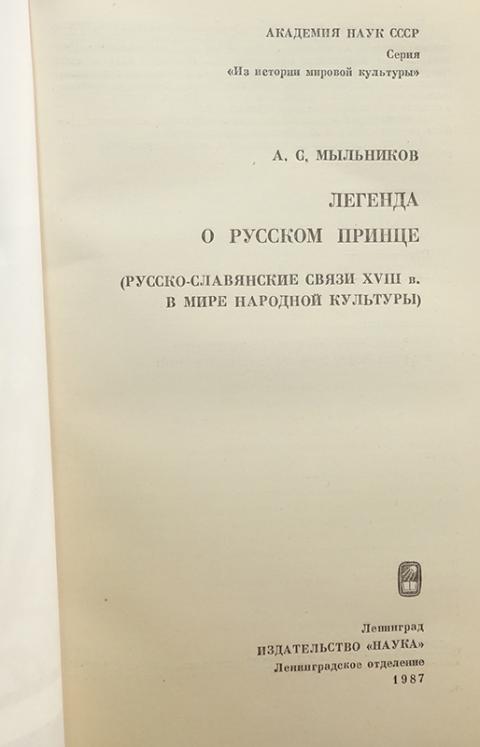 АКАДЕМИЯ НАУК СССР
Серия
«Из истории мировой культуры»
А. С. МЫЛЬНИКОВ
ЛЕГЕНДА
О РУССКОМ ПРИНЦЕ
(РУССКО-СЛАВЯНСКИЕ СВЯЗИ XVIII в.
В МИРЕ НАРОДНОЙ КУЛЬТУРЫ)
Ленинград
ИЗДАТЕЛЬСТВО «НАУКА»
Ленинградское отделение
1987